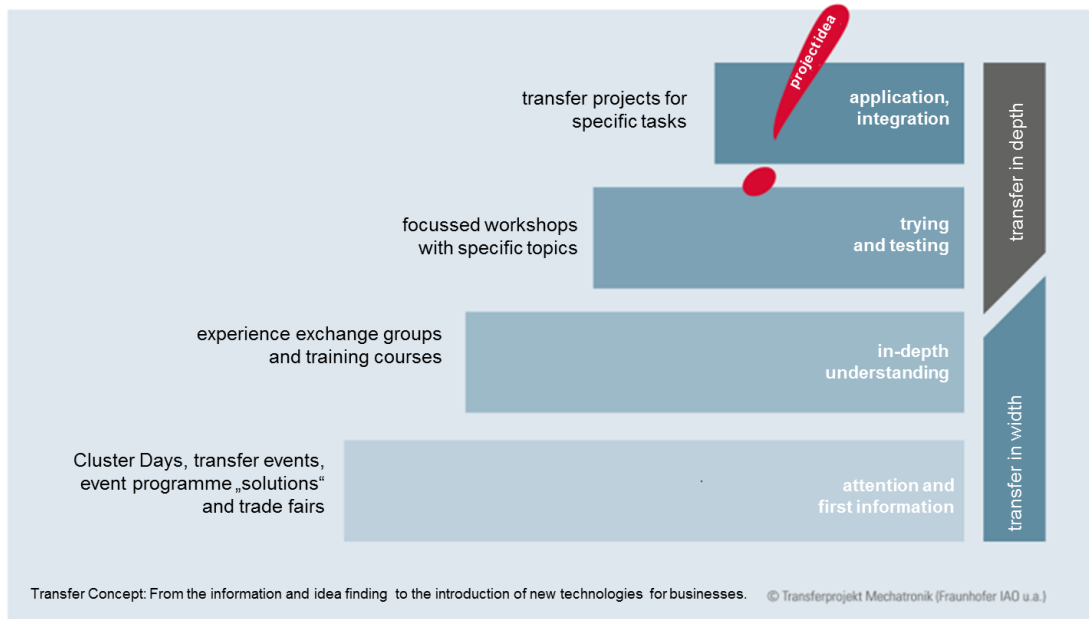 project idea
transfer projects for
specific tasks
application,
integration
transfer in depth
focussed workshops
with specific topics
trying
and testing
experience exchange groups
and training courses
in-depth
understanding
Cluster Days, transfer events,
event programme „solutions“
and trade fairs
attention and
first information
transfer in width
Transfer Concept: From the information and idea finding to the introduction of new technologies for businesses.
© Transferprojekt Mechatronik (Fraunhofer IAO u.a.)